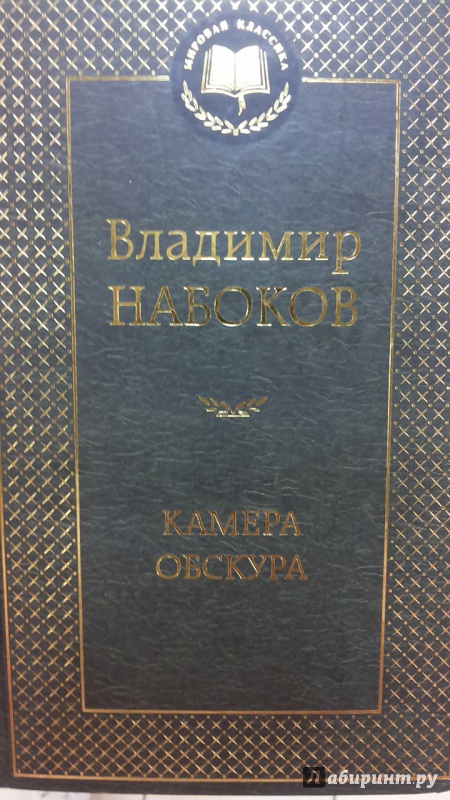 МИРОВАЯ КЛАССИКА
Владимир
НАБОКОВ
КАМЕРА
ОБСКУРА
Лабиринт.ру